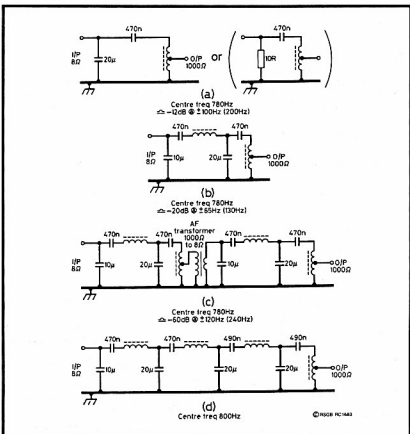 470n
470n
I/P
8Ω
20μ
O/P
1000Ω
or
10R
(a)
Centre freq 780Hz
≏ -12dB @ ±100Hz (200Hz)
470n
470n
I/P
8Ω
10μ
20μ
O/P
1000Ω
(b)
Centre freq 780Hz
≏ -20dB @ ±65Hz (130Hz)
AF
transformer
1000Ω
to 8Ω
470n
470n
470n
470n
I/P
8Ω
10μ
20μ
10μ
20μ
O/P
1000Ω
(c)
Centre freq 780Hz
≏ -60dB @ ±120Hz (240Hz)
470n
470n
490n
490n
I/P
8Ω
10μ
20μ
20μ
20μ
O/P
1000Ω
(d)
Centre freq 800Hz